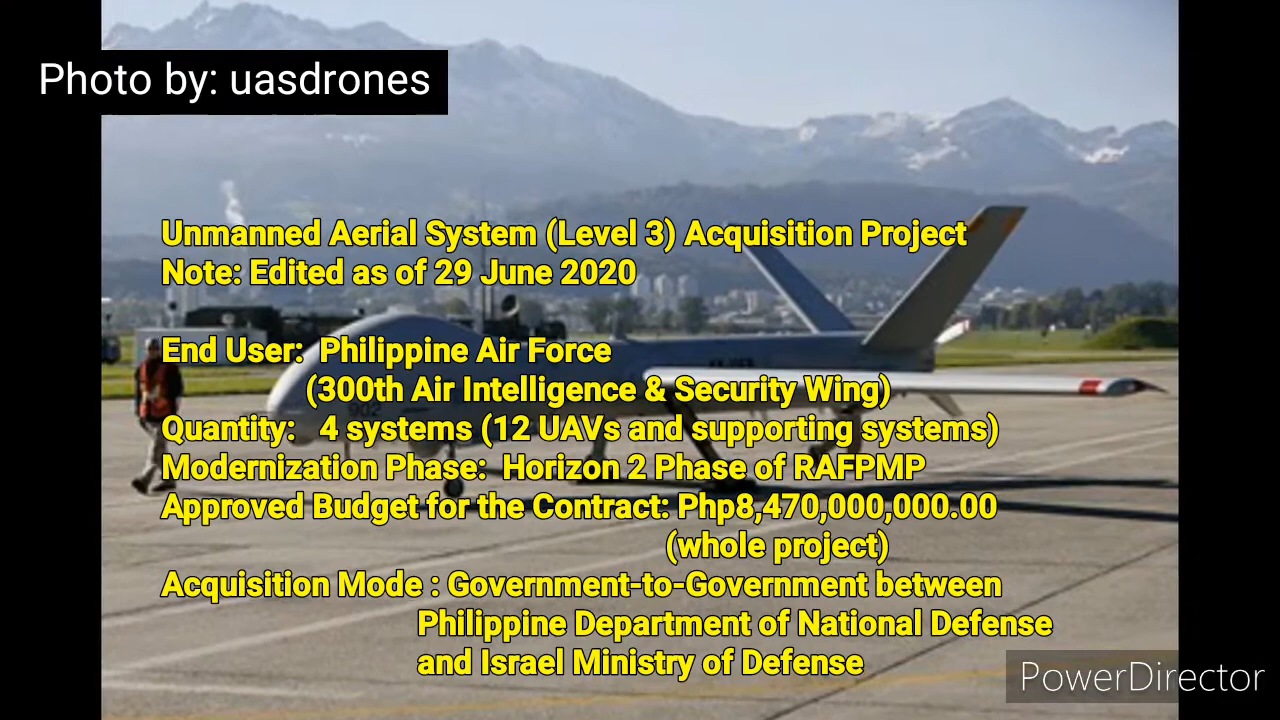 Photo by: uasdrones
Unmanned Aerial System (Level 3) Acquisition Project
Note: Edited as of 29 June 2020
End User: Philippine Air Force
(300th Air Intelligence & Security Wing)
902
Quantity: 4 systems (12 UAVs and supporting systems)
Modernization Phase: Horizon 2 Phase of RAFPMP
Approved Budget for the Contract: Php8,470,000,000.00
(whole project)
Acquisition Mode : Government-to-Government between
Philippine Department of National Defense
and Israel Ministry of Defense
PowerDirector